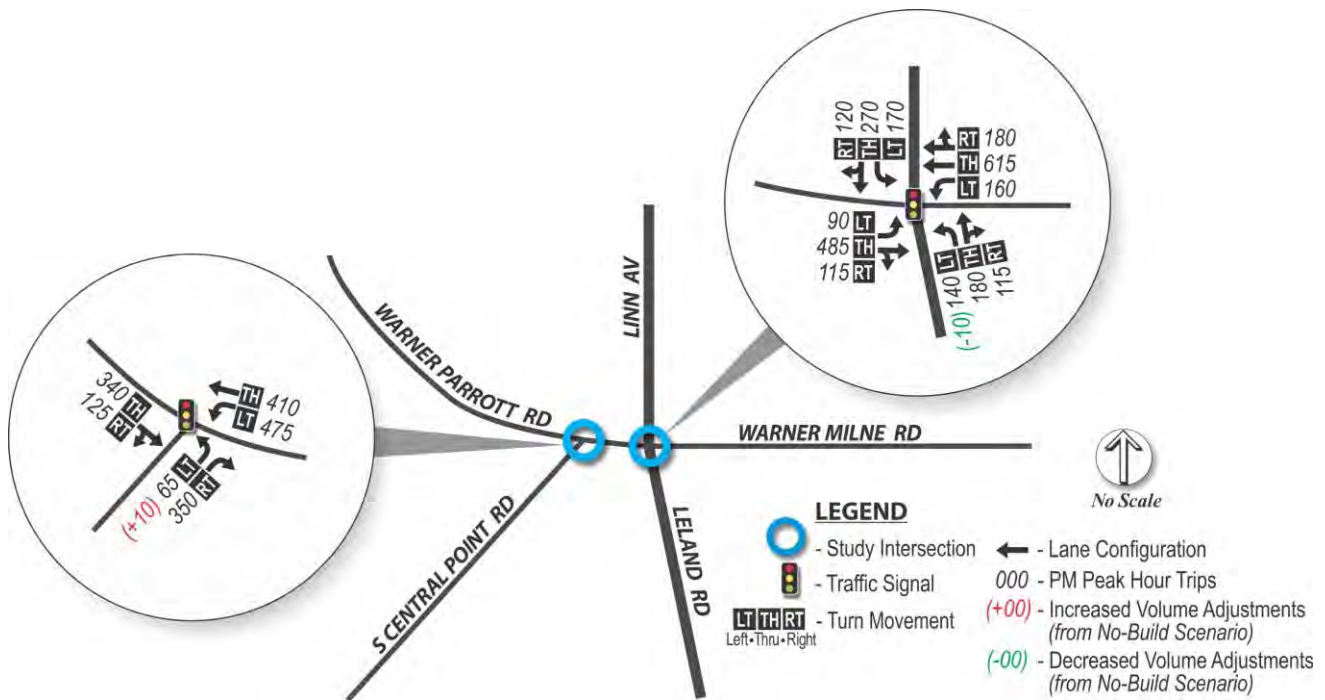 RT 120
TH 270
LT 170
RT 180
TH 615
LT 160
90 LT
485 TH
115 RT
LT 140 (-10)
TH 180
RT 115
340 TH
125 RT
TH 410
LT 475
(+10) 65 LT
350 RT
WARNER PARROTT RD
LINN AV
WARNER MILNE RD
S CENTRAL POINT RD
LELAND RD
No Scale
LEGEND
- Study Intersection
- Traffic Signal
LT TH RT - Turn Movement
Left•Thru•Right
- Lane Configuration
000 - PM Peak Hour Trips
(+00) - Increased Volume Adjustments
(from No-Build Scenario)
(-00) - Decreased Volume Adjustments
(from No-Build Scenario)